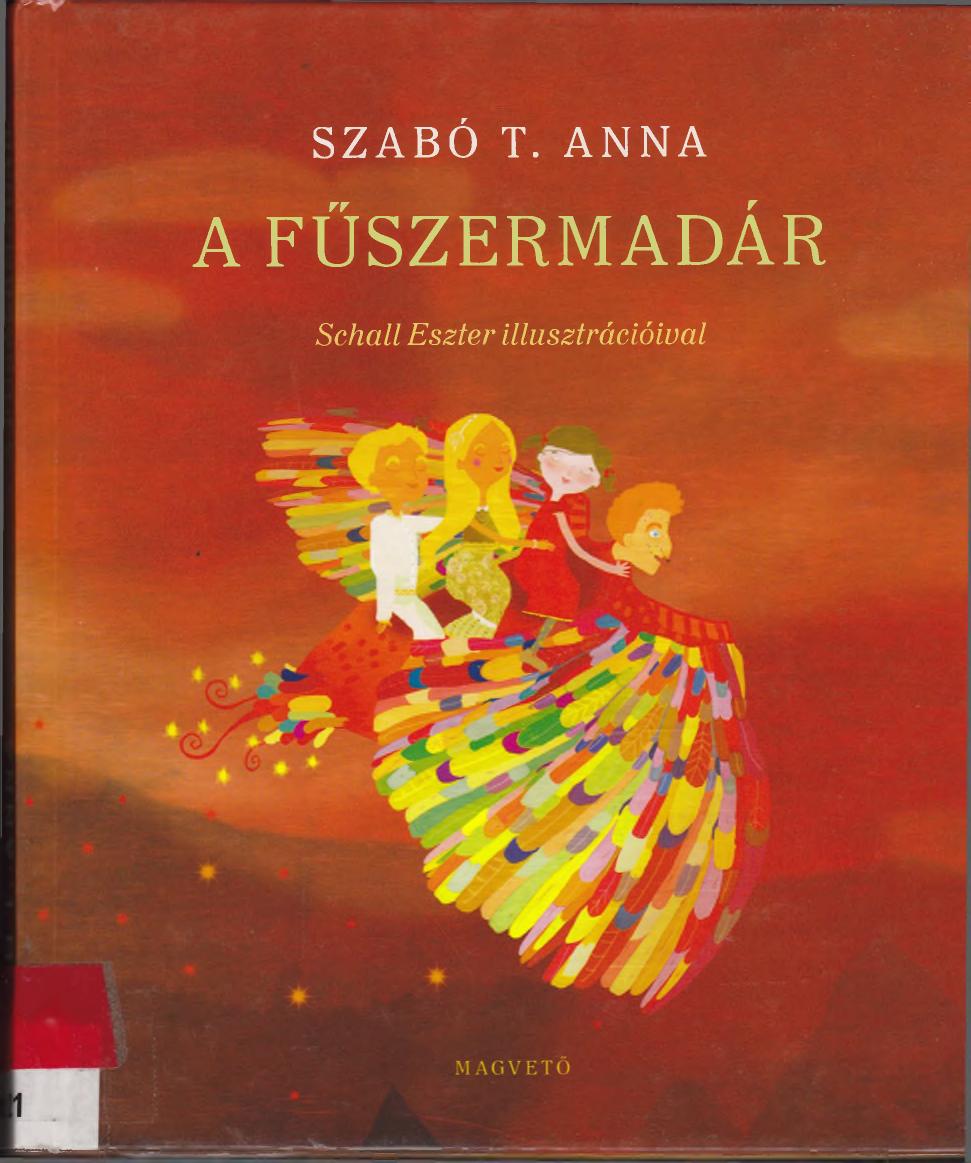 SZABÓ T. ANNA
A FŰSZERMADÁR
Schall Eszter illusztrációival
MAGVETŐ